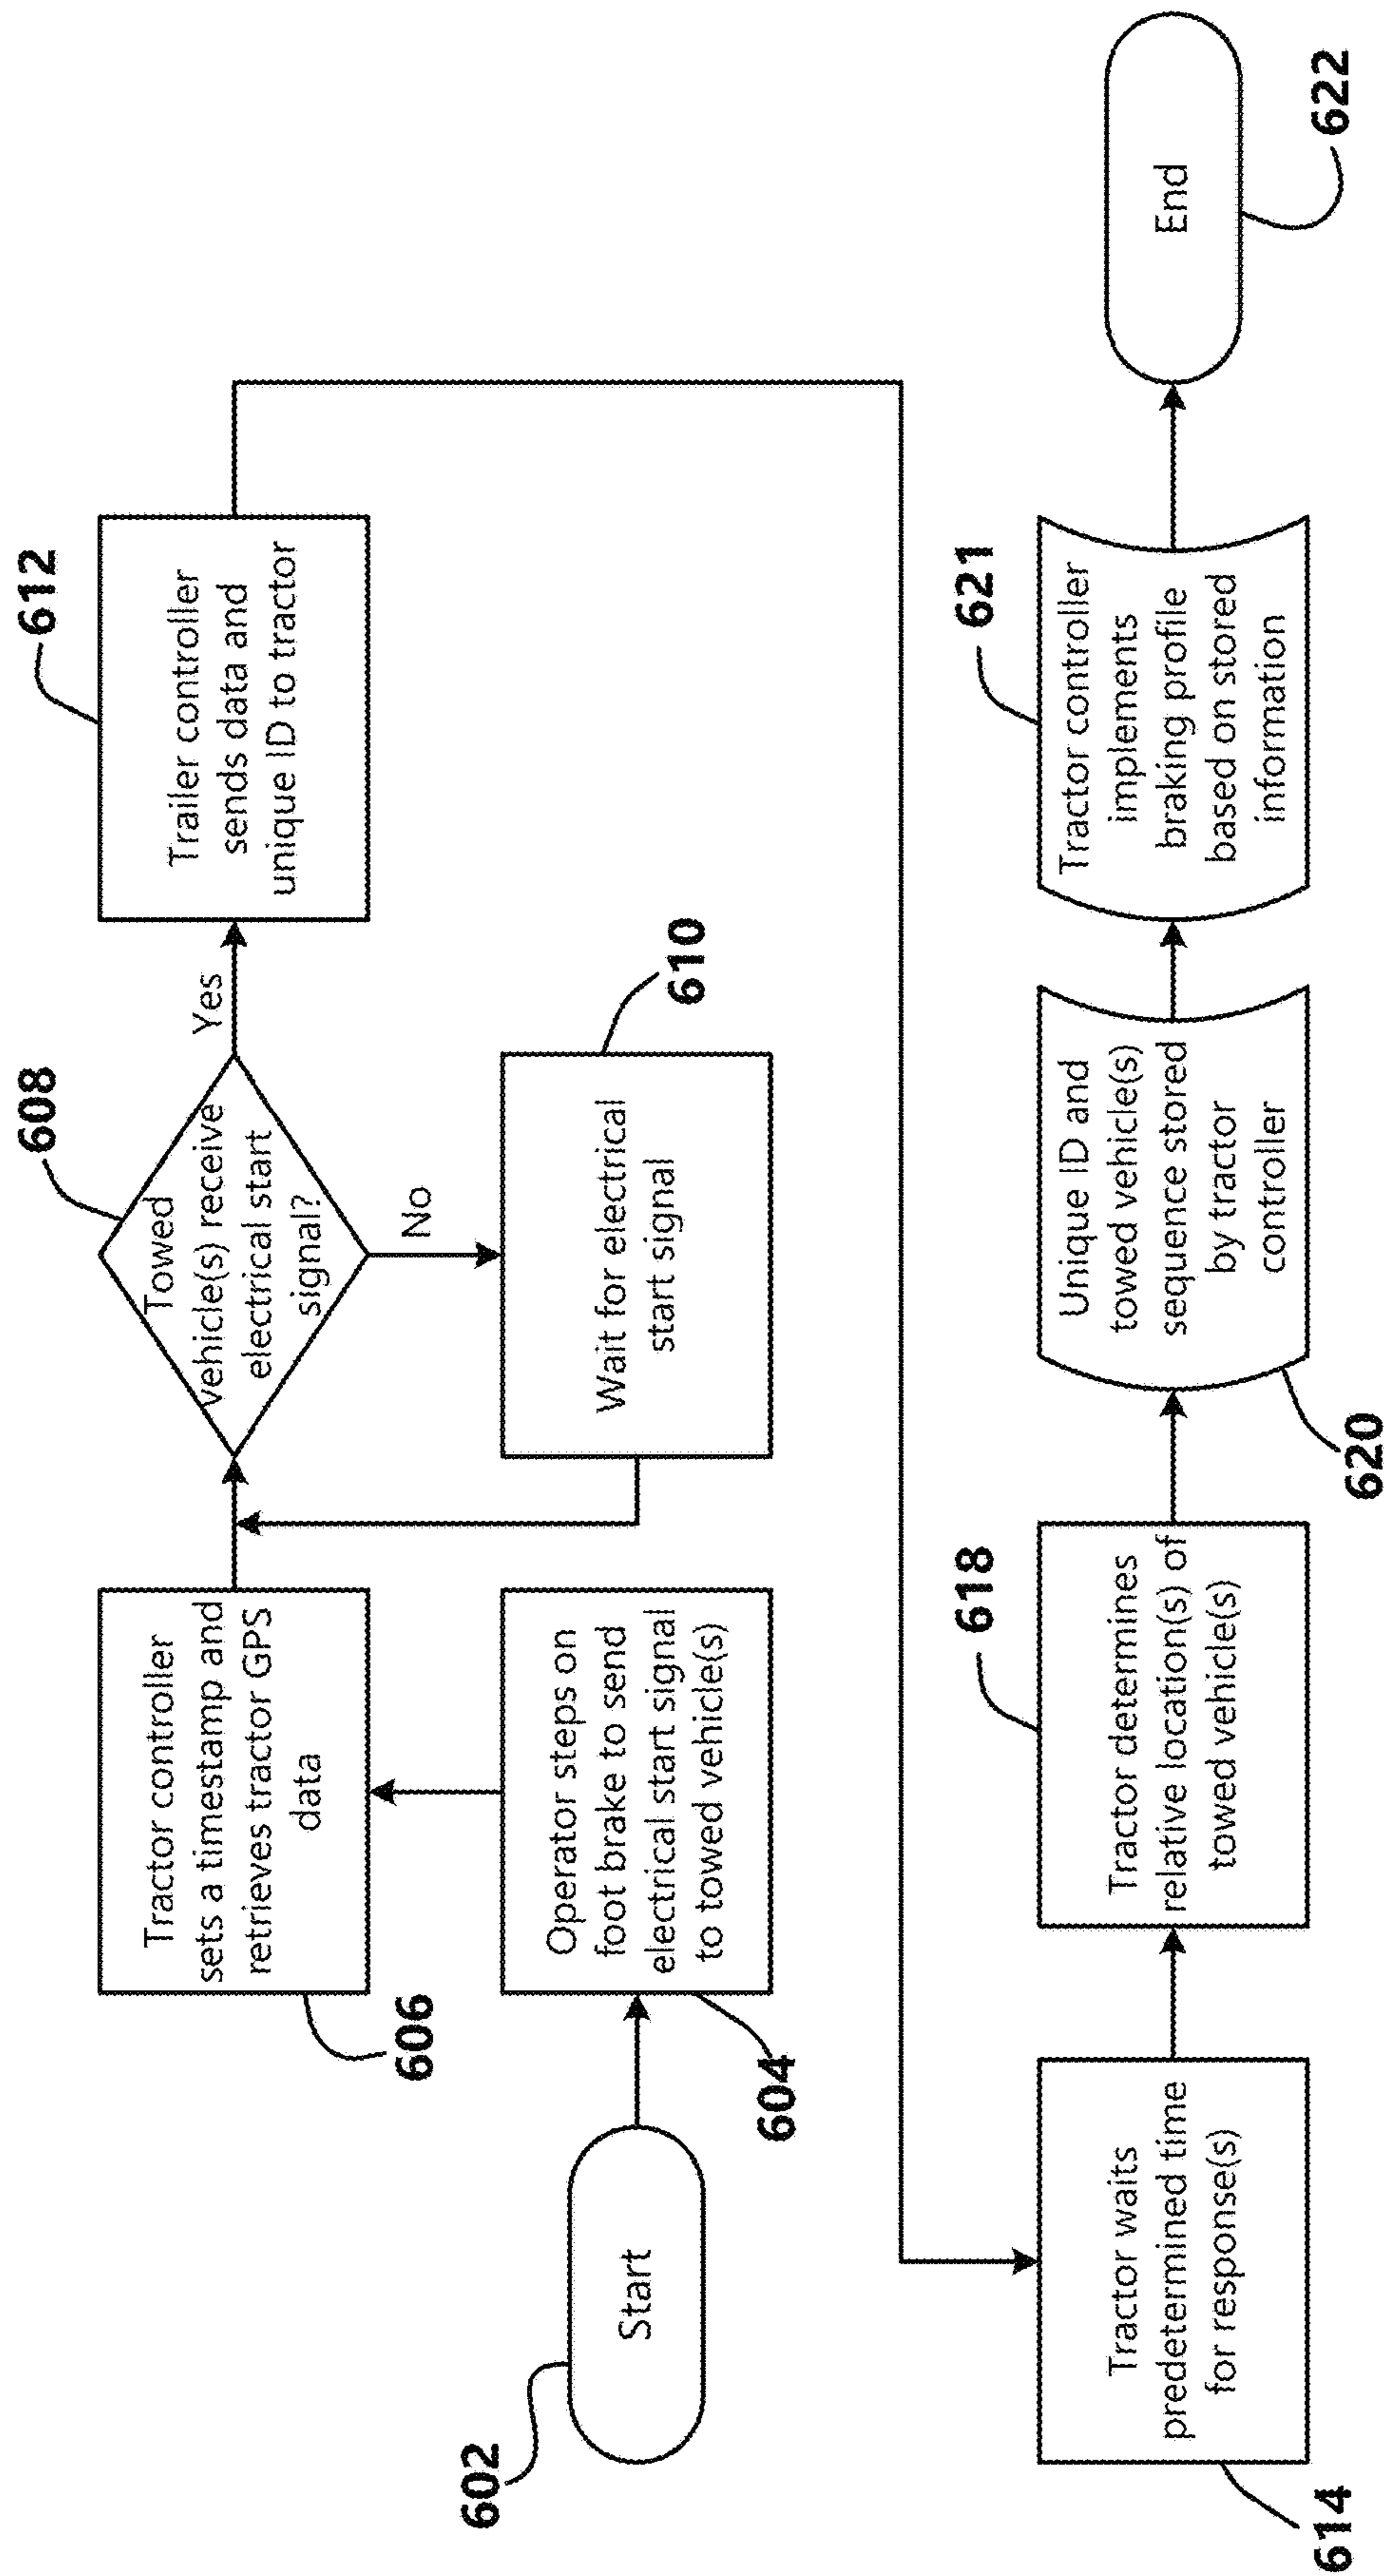 602
Start
604
Operator steps on
foot brake to send
electrical start signal
to towed vehicle(s)
606
Tractor controller
sets a timestamp and
retrieves tractor GPS
data
608
Towed
vehicle(s) receive
electrical start
signal?
Yes
No
610
Wait for electrical
start signal
612
Trailer controller
sends data and
unique ID to tractor
614
Tractor waits
predetermined time
for response(s)
618
Tractor determines
relative location(s) of
towed vehicle(s)
620
Unique ID and
towed vehicle(s)
sequence stored
by tractor
controller
621
Tractor controller
implements
braking profile
based on stored
information
End
622